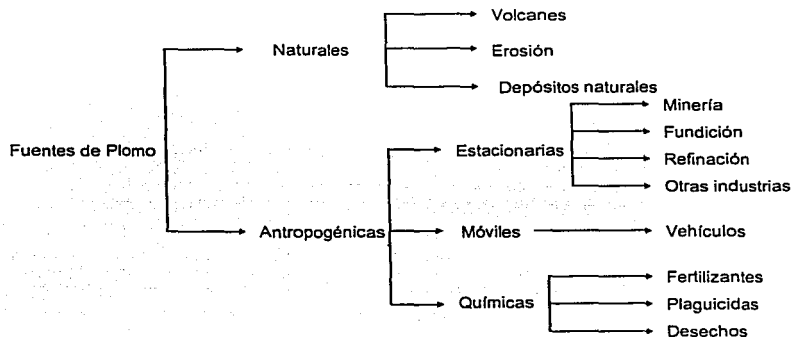 Fuentes de Plomo
Naturales
Volcanes
Erosión
Depósitos naturales
Antropogénicas
Estacionarias
Minería
Fundición
Refinación
Otras industrias
Móviles
Vehículos
Químicas
Fertilizantes
Plaguicidas
Desechos